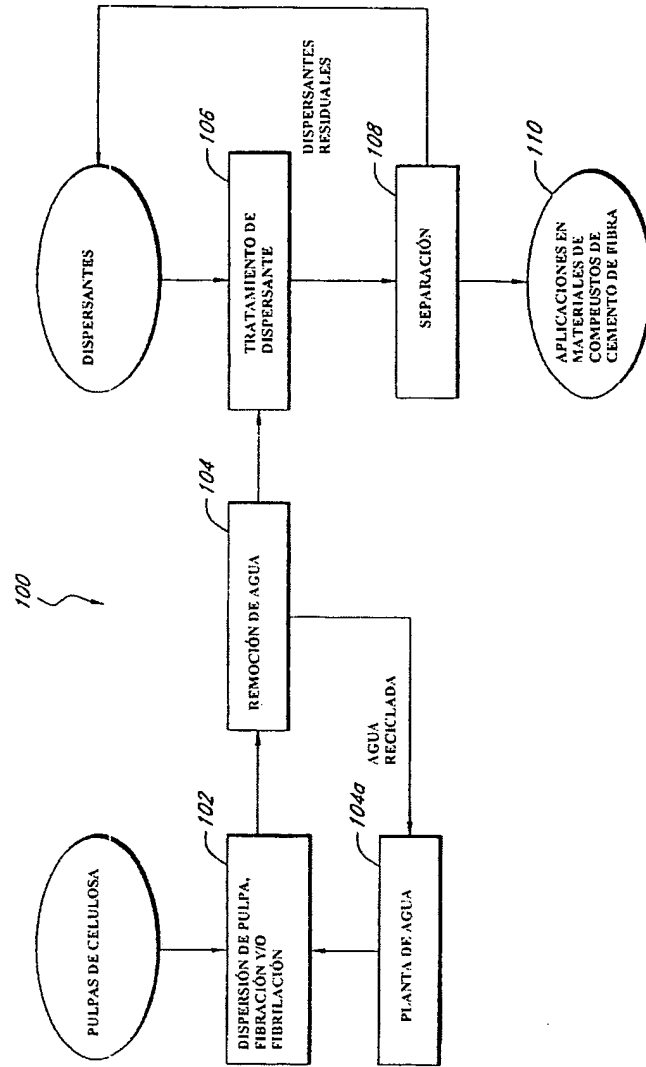 100
PULPAS DE CELULOSA
102
DISPERSIÓN DE PULPA,
FIBRACIÓN Y/O
FIBRILACIÓN
104
REMOCIÓN DE AGUA
AGUA
RECICLADA
104a
PLANTA DE AGUA
DISPERSANTES
106
TRATAMIENTO DE
DISPERSANTE
DISPERSANTES
RESIDUALES
108
SEPARACIÓN
110
APLICACIONES EN
MATERIALES DE
COMPEUSTOS DE
CEMENTO DE FIBRA